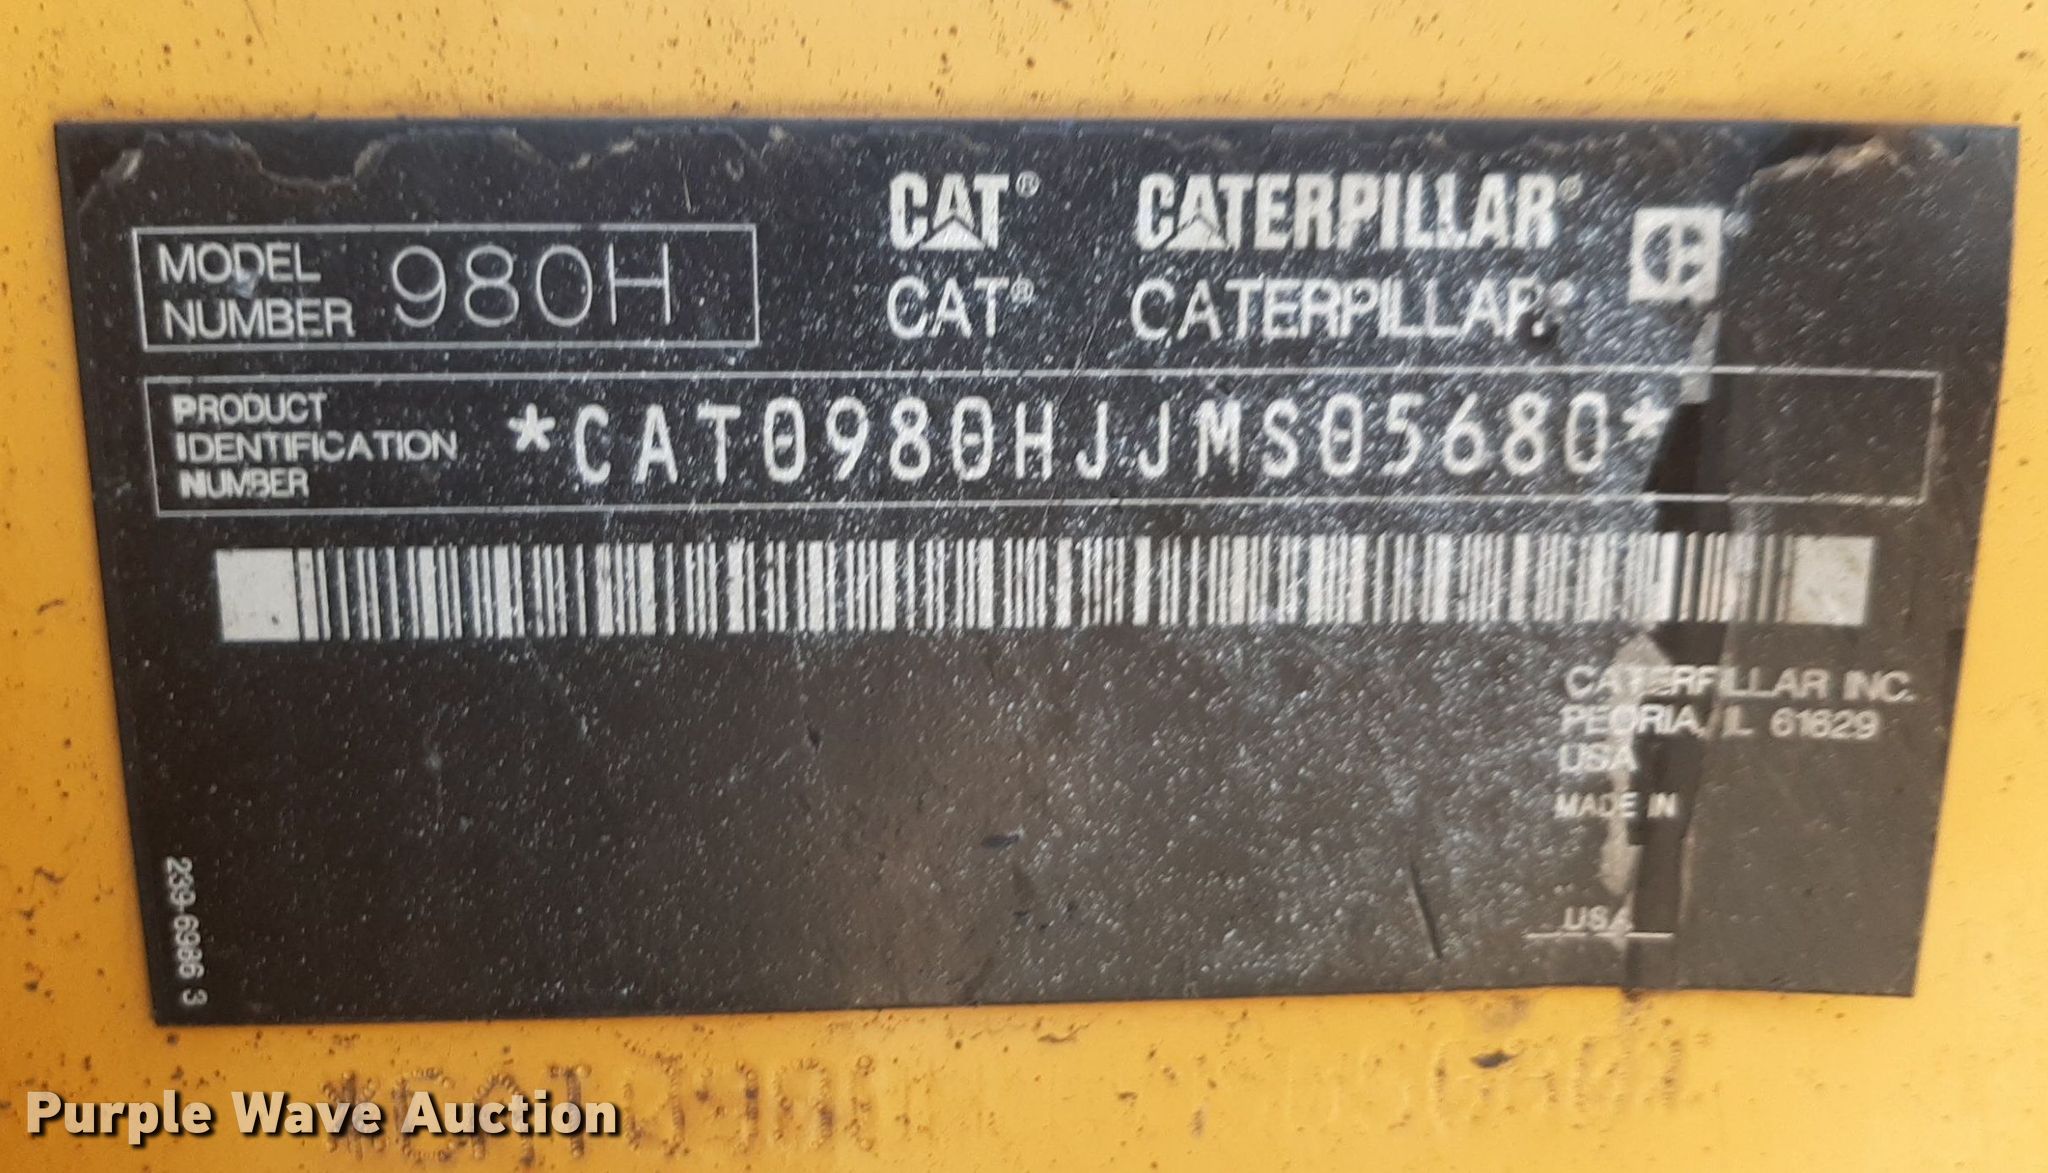 CAT® CATERPILLAR®
MODEL NUMBER 980H
CAT® CATERPILLAR®
PRODUCT IDENTIFICATION NUMBER *CAT0980HJJMS05680*
CATERPILLAR INC.
PEORIA, IL 61629
USA
MADE IN
USA
239-6986 3
Purple Wave Auction